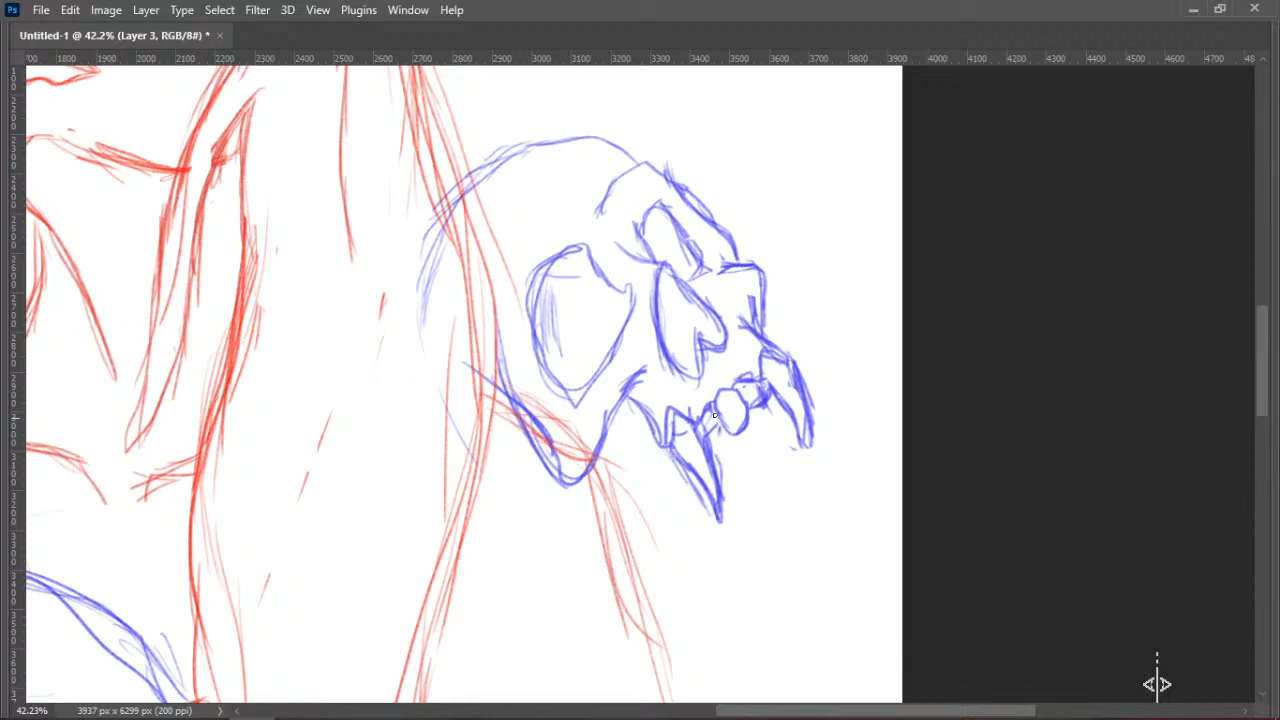 Ps File Edit Image Layer Type Select Filter 3D View Plugins Window Help
Untitled-1 @ 42.2% (Layer 3, RGB/8#) * ×
00 1800 1900 2000 2100 2200 2300 2400 2500 2600 2700 2800 2900 3000 3100 3200 3300 3400 3500 3600 3700 3800 3900 4000 4100 4200 4300 4400 4500 4600 4700 48
42.23% 3937 px x 6299 px (200 ppi)